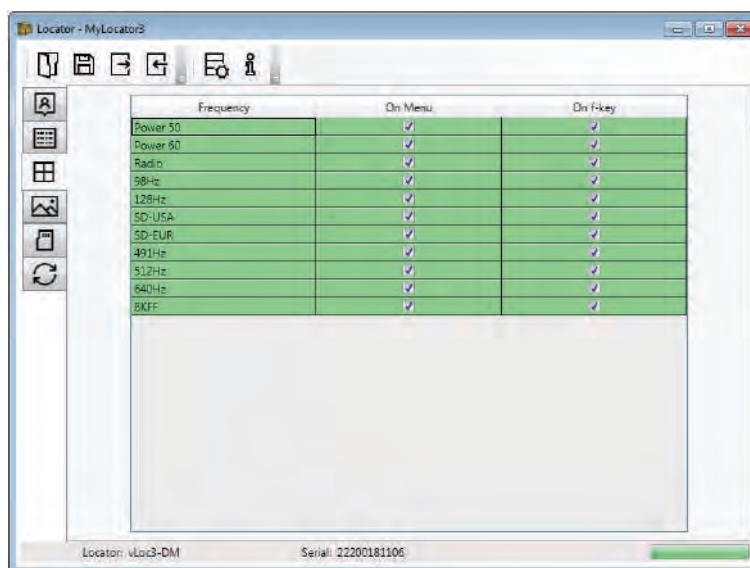 Locator - MyLocator3
Frequency On Menu On f-key
Power 50
Power 60
Radio
98Hz
128Hz
SD-USA
SD-EUR
491Hz
512Hz
640Hz
8KFF
Locator: vLoc3-DM Serial: 22200181106